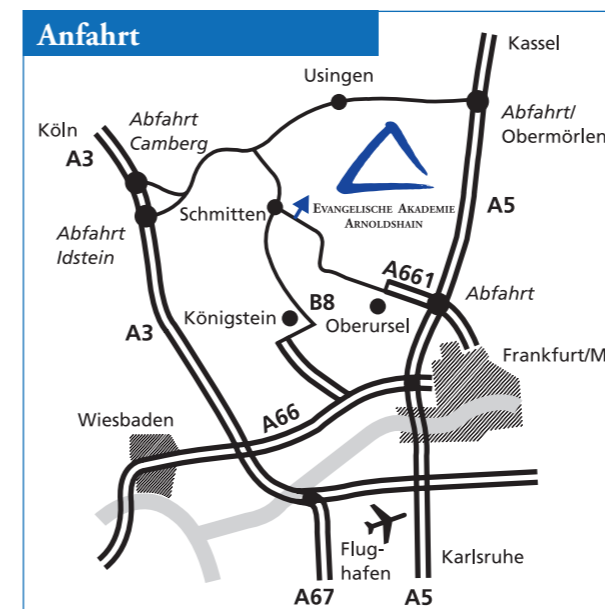 Anfahrt
Kassel
Usingen
Abfahrt
Camberg
Köln
A3
Abfahrt/
Obermörlen
Schmitten
EVANGELISCHE AKADEMIE
ARNOLDSHAIN
A5
Abfahrt
Idstein
A661
Abfahrt
B8
Königstein
Oberursel
A3
Frankfurt/M
Wiesbaden
A66
Flug-
hafen
Karlsruhe
A67
A5